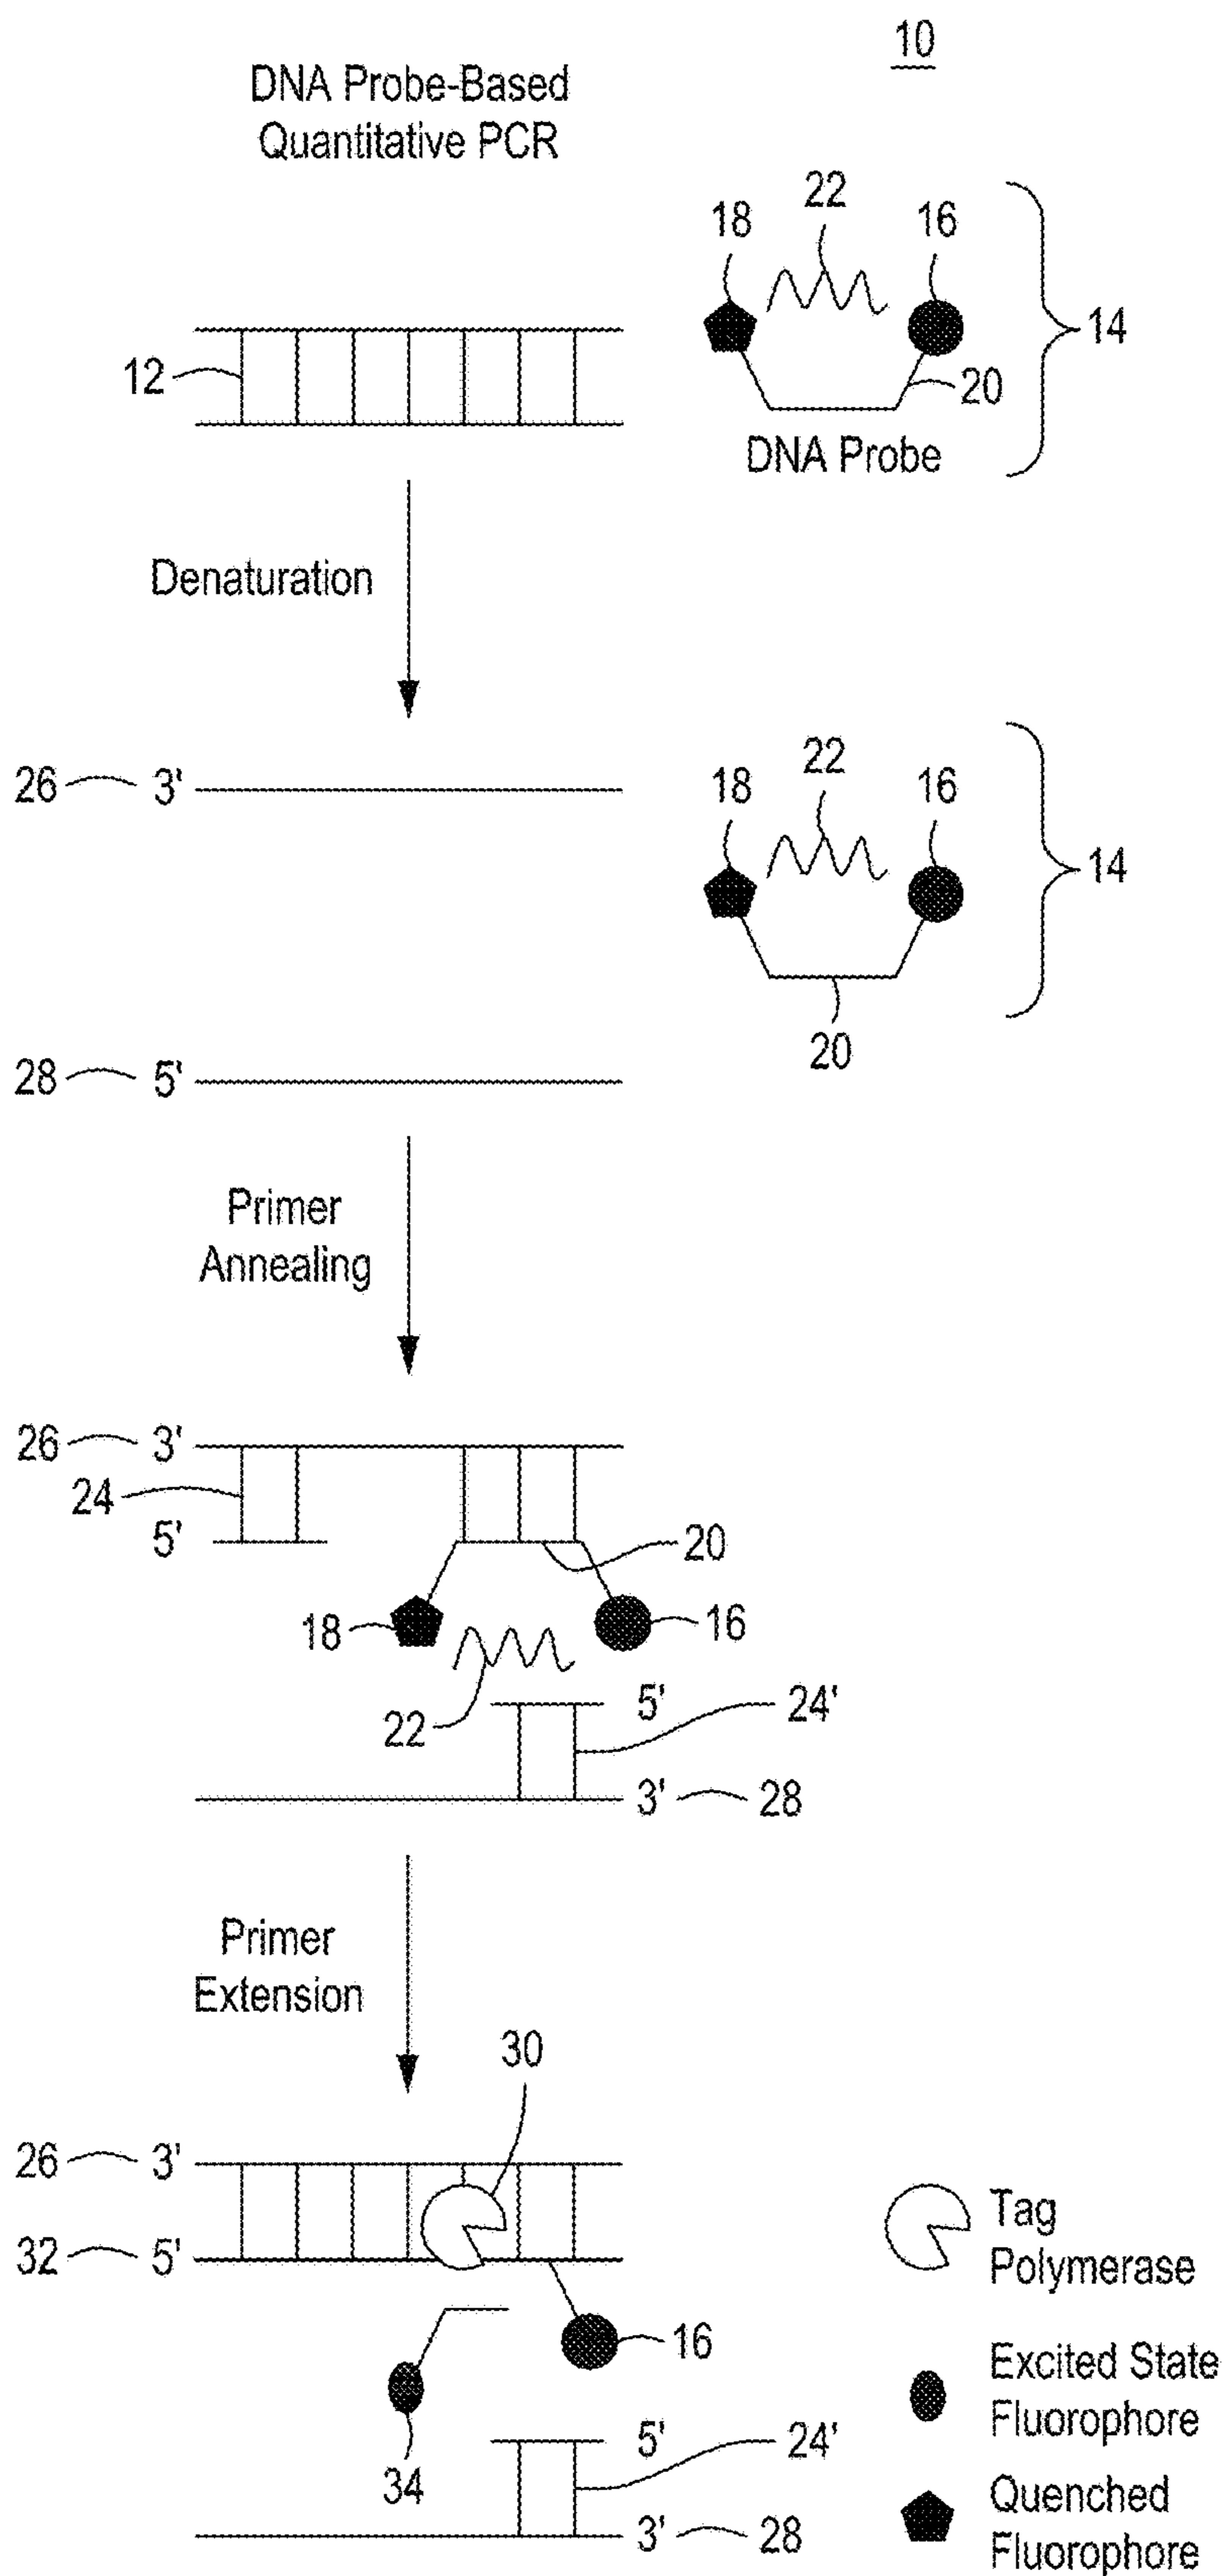 10
DNA Probe-Based
Quantitative PCR
22
18
16
14
12
20
DNA Probe
Denaturation
22
26 3'
18
16
14
20
28 5'
Primer
Annealing
26 3'
24
5'
20
18
16
5'
24'
22
3' 28
Primer
Extension
30
26 3'
Tag
Polymerase
32 5'
16
Excited State
Fluorophore
5'
24'
34
Quenched
Fluorophore
3' 28